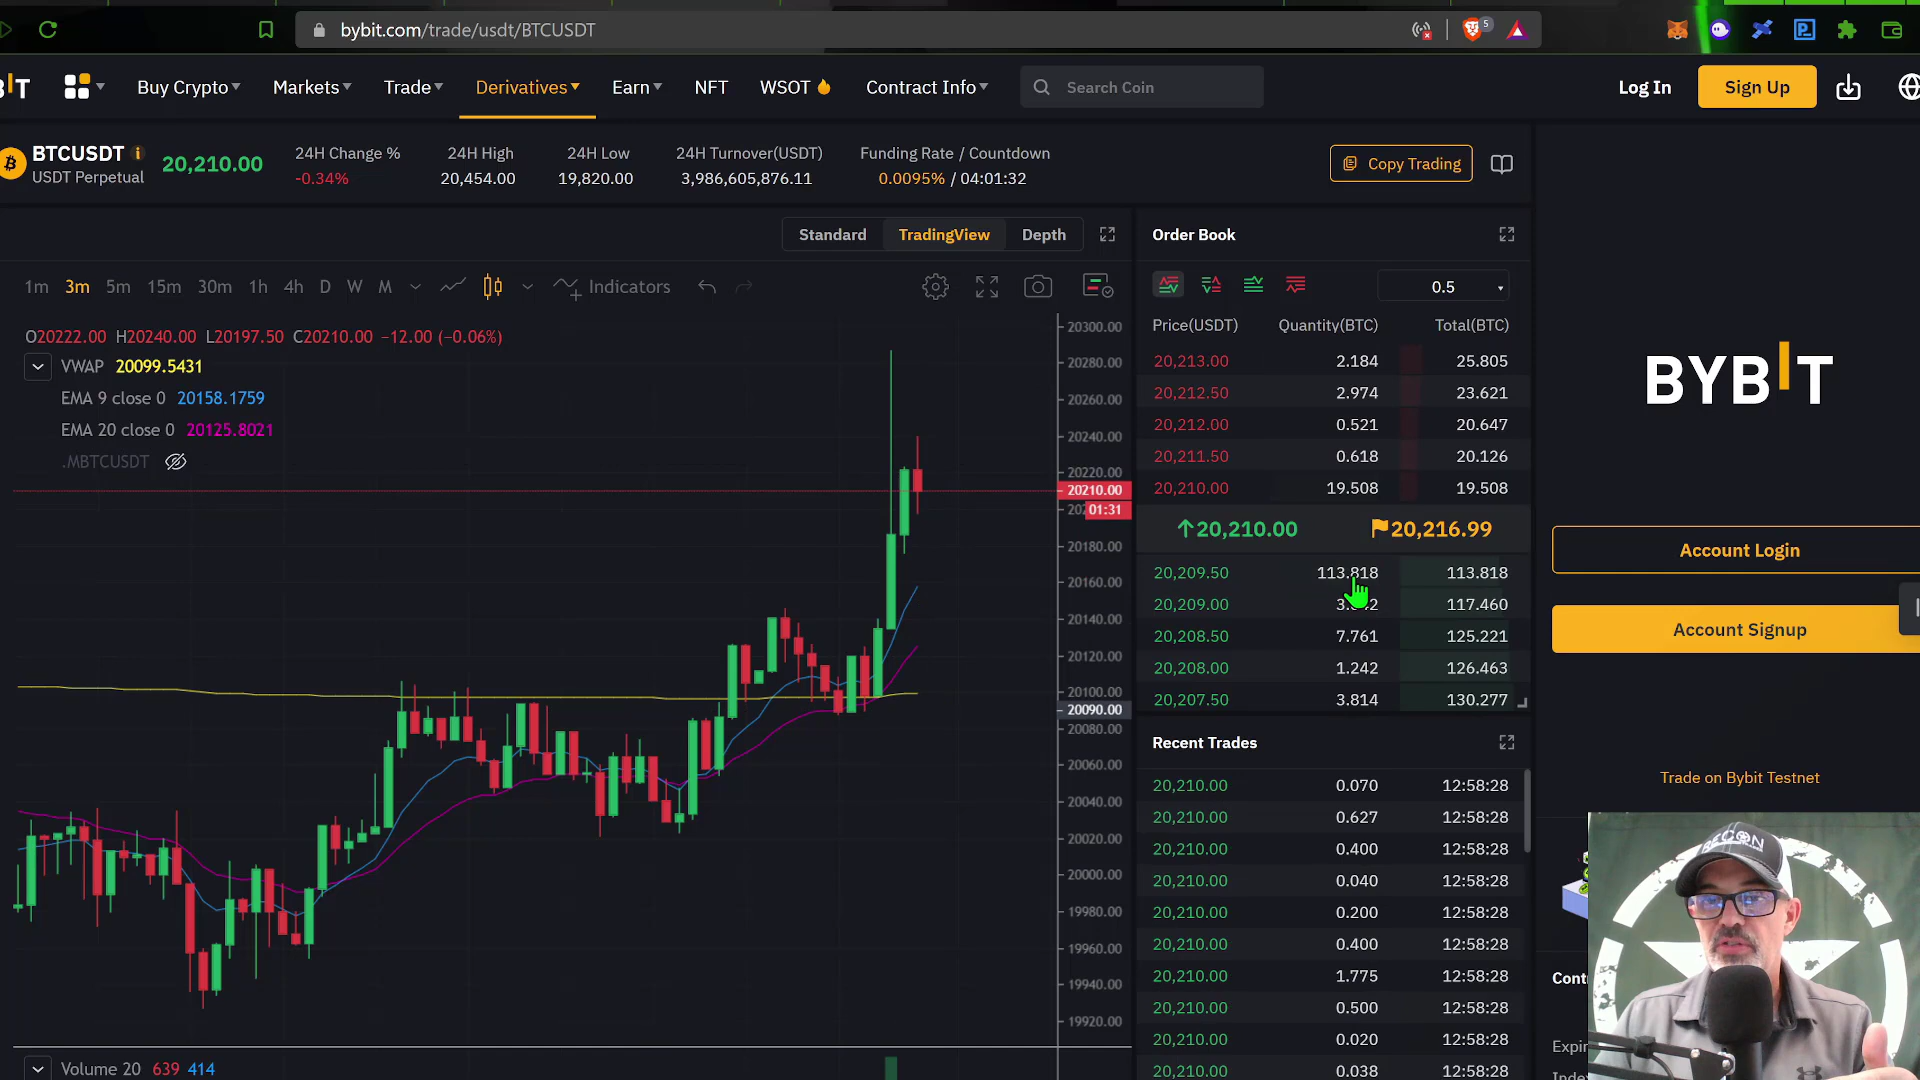 bybit.com/trade/usdt/BTCUSDT
5
Buy Crypto Markets Trade Derivatives Earn NFT WSOT Contract Info Search Coin Log In Sign Up
BTCUSDT
USDT Perpetual
20,210.00
24H Change %
-0.34%
24H High
20,454.00
24H Low
19,820.00
24H Turnover(USDT)
3,986,605,876.11
Funding Rate / Countdown
0.0095% / 04:01:32
Copy Trading
Standard TradingView Depth
1m 3m 5m 15m 30m 1h 4h D W M Indicators
O20222.00 H20240.00 L20197.50 C20210.00 −12.00 (−0.06%)
VWAP 20099.5431
EMA 9 close 0 20158.1759
EMA 20 close 0 20125.8021
.MBTCUSDT
20300.00
20280.00
20260.00
20240.00
20220.00
20210.00
01:31
20180.00
20160.00
20140.00
20120.00
20100.00
20090.00
20080.00
20060.00
20040.00
20020.00
20000.00
19980.00
19960.00
19940.00
19920.00
Volume 20 639 414
Order Book
0.5
Price(USDT) Quantity(BTC) Total(BTC)
20,213.00 2.184 25.805
20,212.50 2.974 23.621
20,212.00 0.521 20.647
20,211.50 0.618 20.126
20,210.00 19.508 19.508
20,210.00 20,216.99
20,209.50 113.818 113.818
20,209.00 117.460
20,208.50 7.761 125.221
20,208.00 1.242 126.463
20,207.50 3.814 130.277
Recent Trades
20,210.00 0.070 12:58:28
20,210.00 0.627 12:58:28
20,210.00 0.400 12:58:28
20,210.00 0.040 12:58:28
20,210.00 0.200 12:58:28
20,210.00 0.400 12:58:28
20,210.00 1.775 12:58:28
20,210.00 0.500 12:58:28
20,210.00 0.020 12:58:28
20,210.00 0.038 12:58:28
BYBIT
Account Login
Account Signup
Trade on Bybit Testnet
RECON